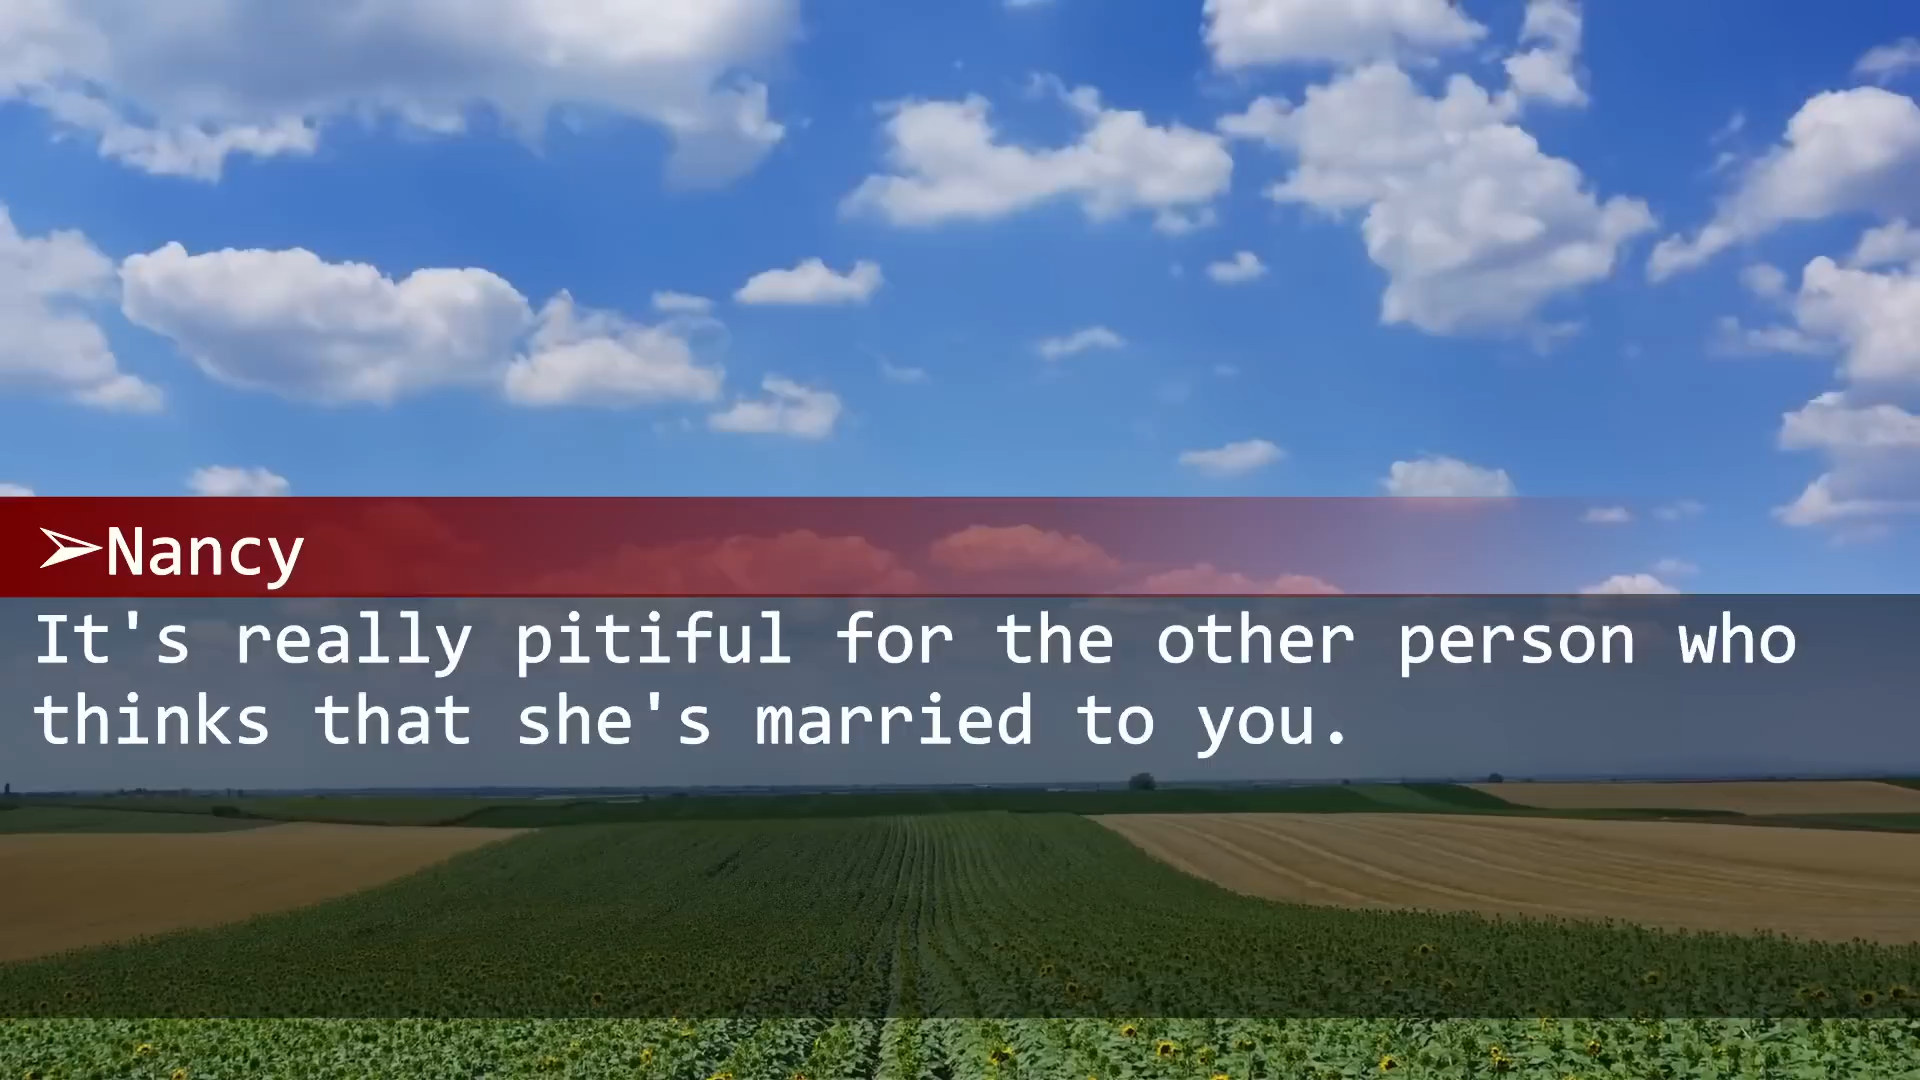 ➢Nancy
It's really pitiful for the other person who
thinks that she's married to you.